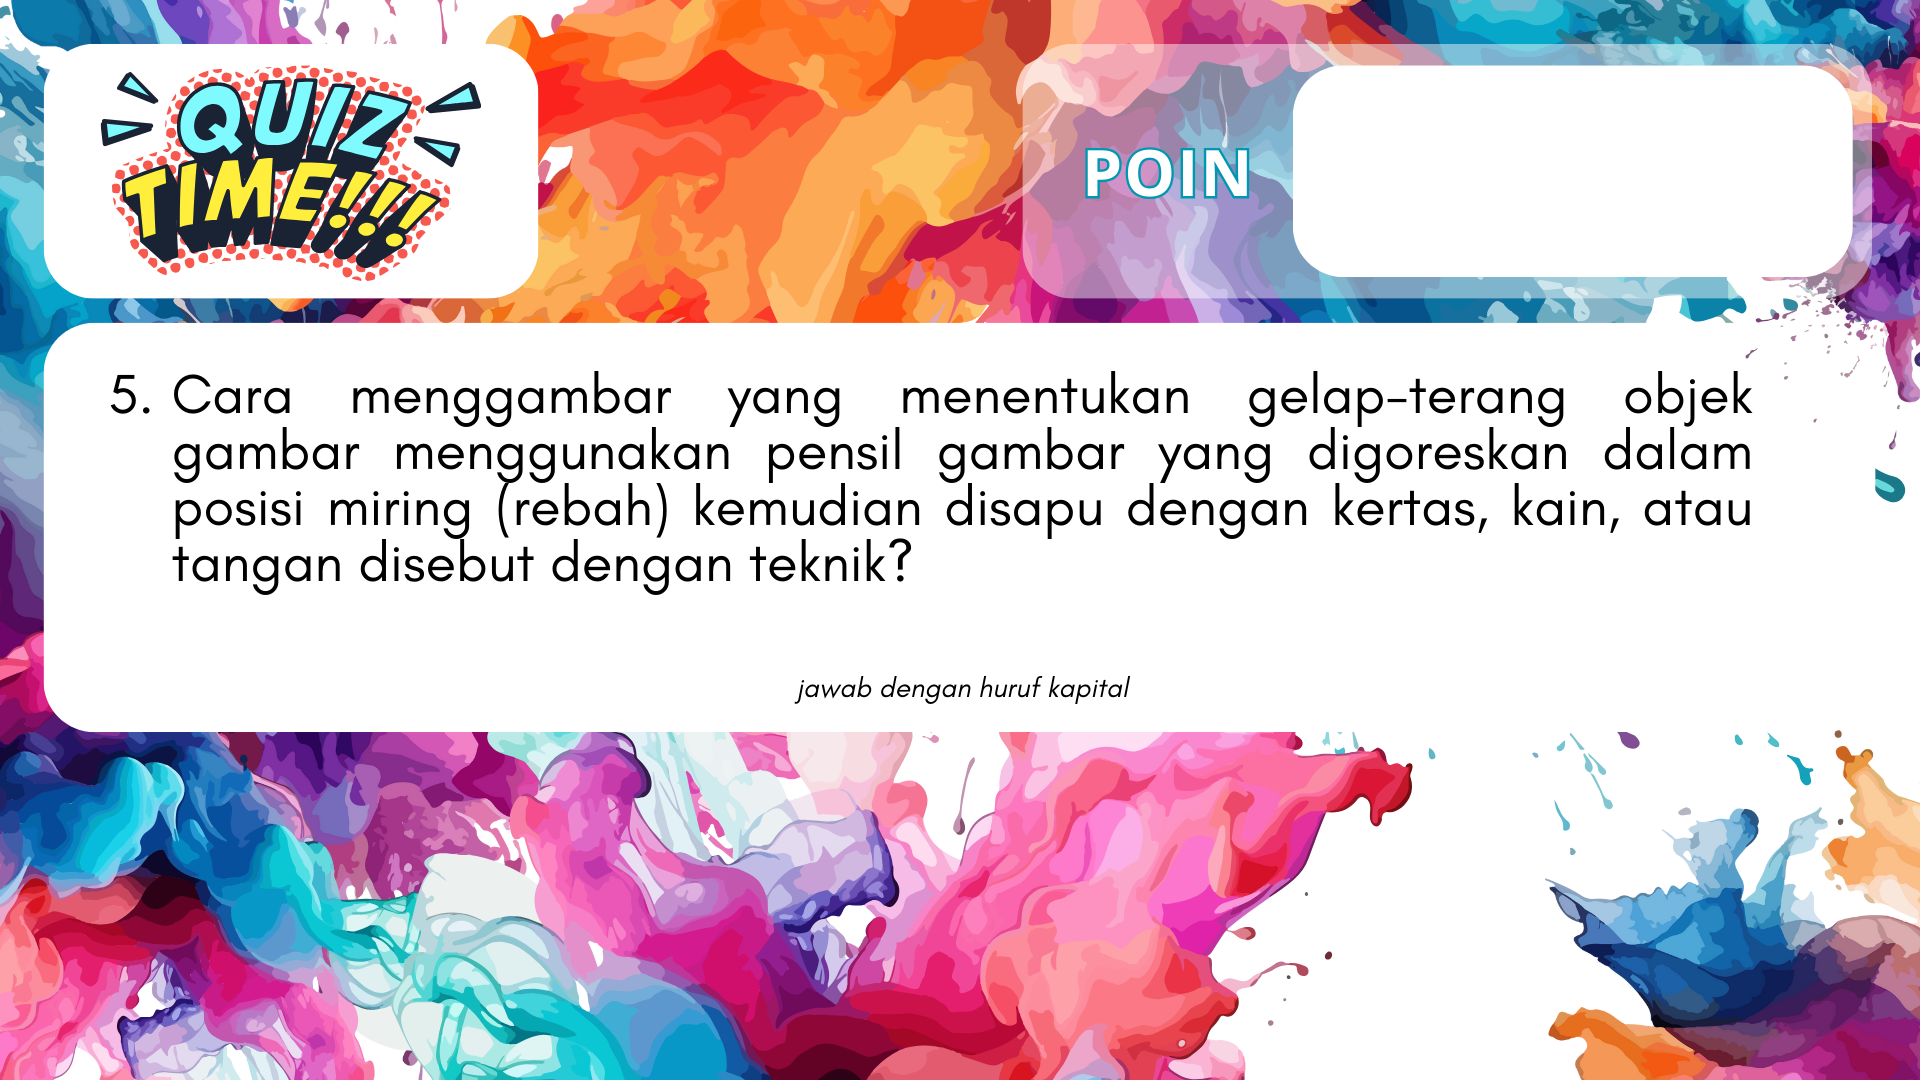 QUIZ
TIME!!!
POIN
5. Cara menggambar yang menentukan gelap-terang objek
gambar menggunakan pensil gambar yang digoreskan dalam
posisi miring (rebah) kemudian disapu dengan kertas, kain, atau
tangan disebut dengan teknik?
jawab dengan huruf kapital